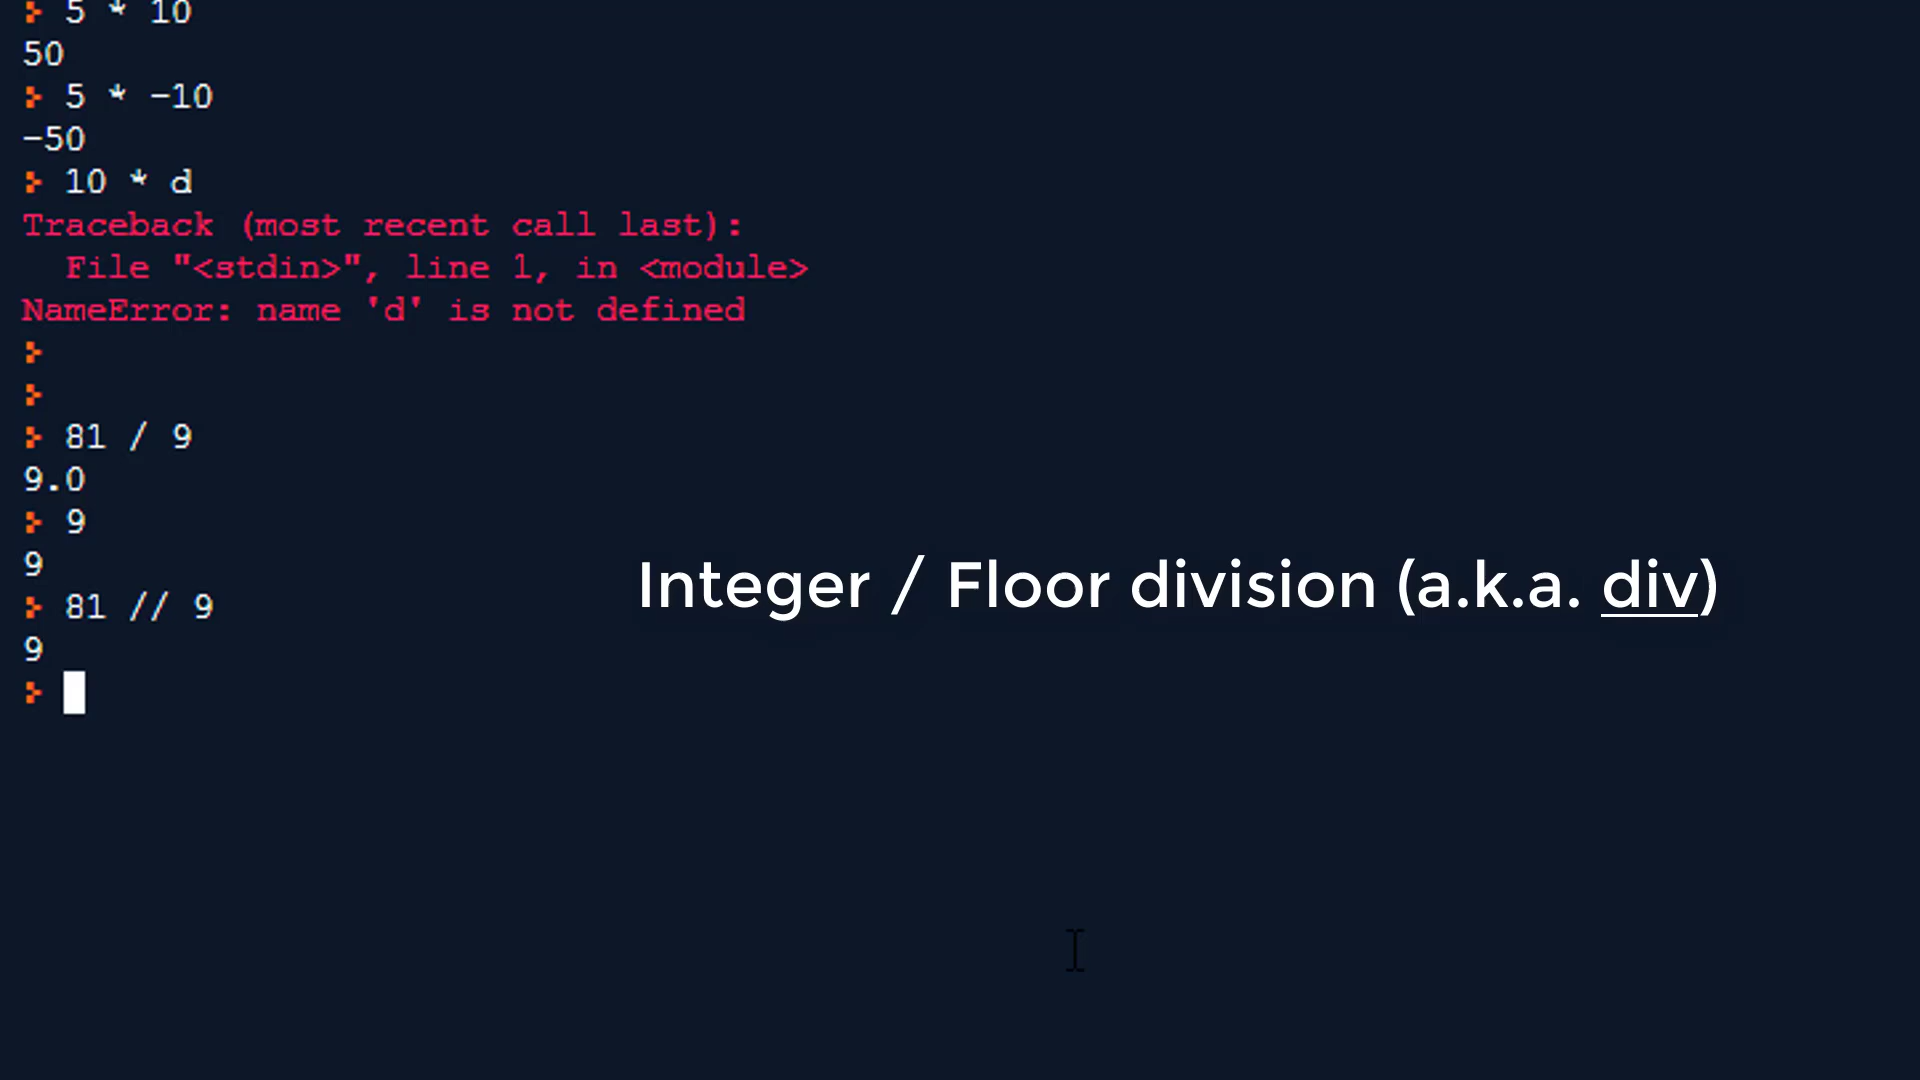 > 5 * 10
50
> 5 * -10
-50
> 10 * d
Traceback (most recent call last):
  File "<stdin>", line 1, in <module>
NameError: name 'd' is not defined
>
>
> 81 / 9
9.0
> 9
9
> 81 // 9
9
>
Integer / Floor division (a.k.a. div)